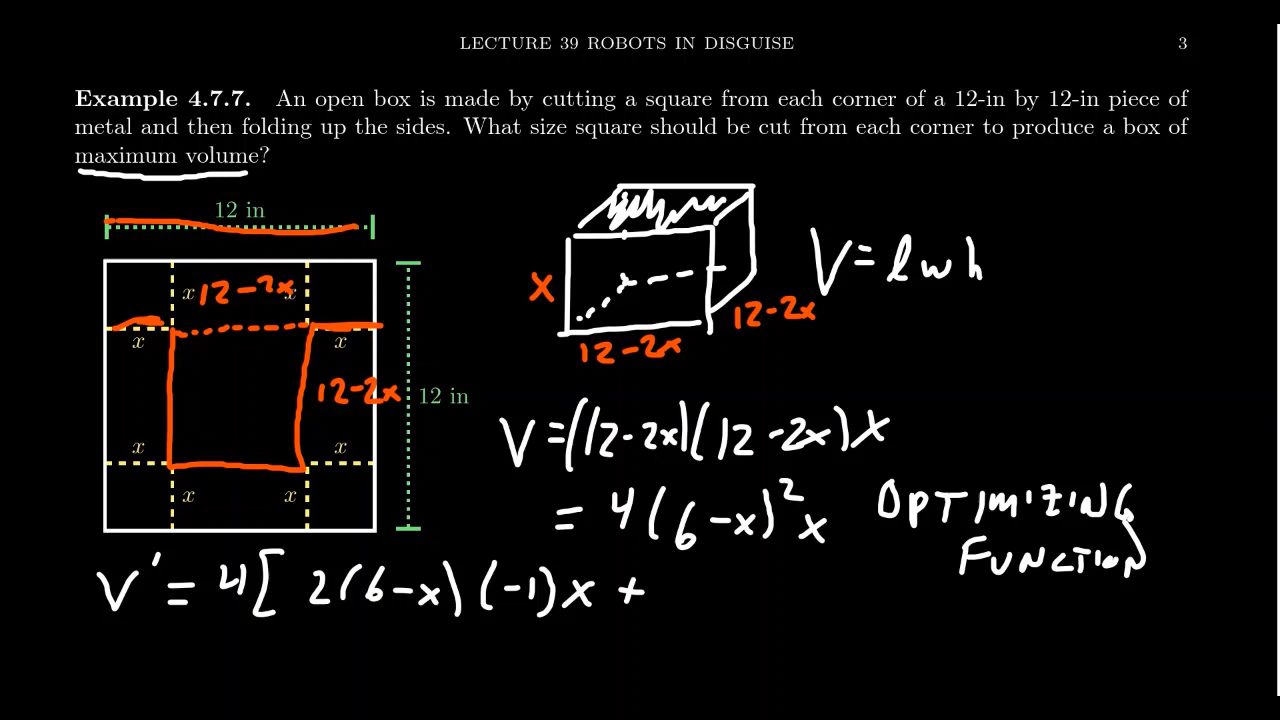 LECTURE 39 ROBOTS IN DISGUISE 3
Example 4.7.7. An open box is made by cutting a square from each corner of a 12-in by 12-in piece of
metal and then folding up the sides. What size square should be cut from each corner to produce a box of
maximum volume?
12 in
x 12-2x x
x x
12-2x
12 in
x x
x x
x
12-2x
12-2x
V = l w h
V = (12-2x)(12-2x)x
= 4(6-x)²x
OPTIMIZING
FUNCTION
V' = 4[ 2(6-x)(-1)x +